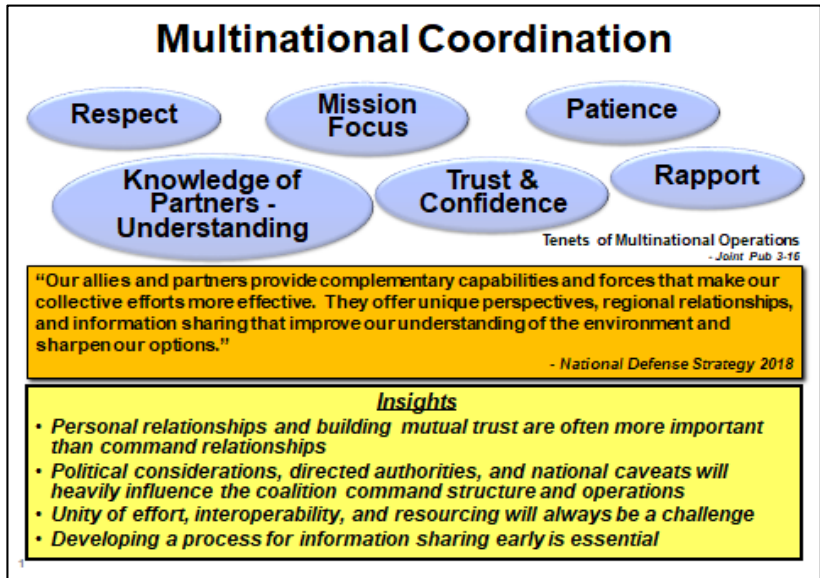 Multinational Coordination
Respect
Mission
Focus
Patience
Knowledge of
Partners -
Understanding
Trust &
Confidence
Rapport
Tenets of Multinational Operations
- Joint Pub 3-16
“Our allies and partners provide complementary capabilities and forces that make our
collective efforts more effective. They offer unique perspectives, regional relationships,
and information sharing that improve our understanding of the environment and
sharpen our options.”
- National Defense Strategy 2018
Insights
• Personal relationships and building mutual trust are often more important
than command relationships
• Political considerations, directed authorities, and national caveats will
heavily influence the coalition command structure and operations
• Unity of effort, interoperability, and resourcing will always be a challenge
• Developing a process for information sharing early is essential
1